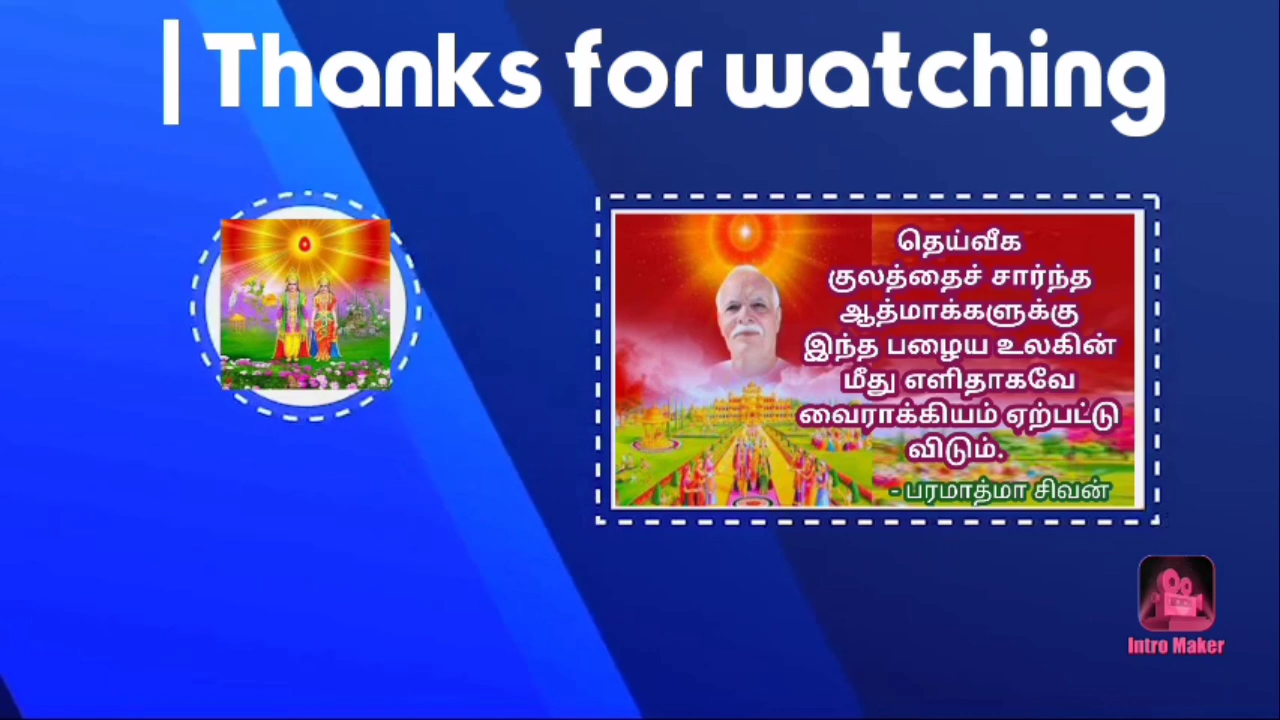 Thanks for watching
தெய்வீக
குலத்தைச் சார்ந்த
ஆத்மாக்களுக்கு
இந்த பழைய உலகின்
மீது எளிதாகவே
வைராக்கியம் ஏற்பட்டு
விடும்.
- பரமாத்மா சிவன்
Intro Maker